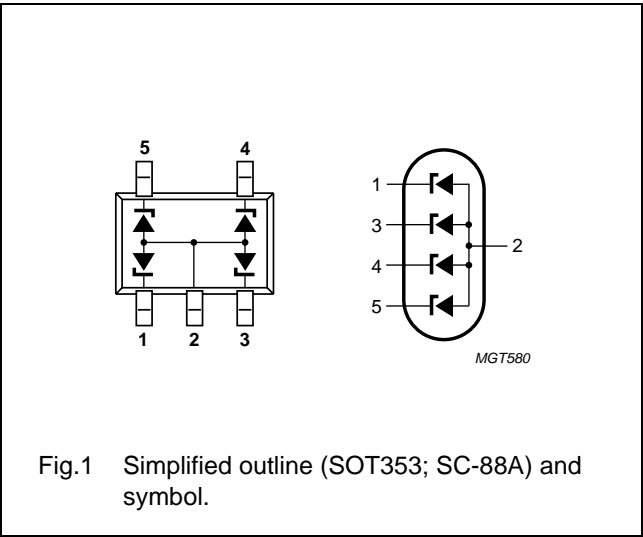 5 4
1 2 3
1
3
4
5
2
MGT580
Fig.1 Simplified outline (SOT353; SC-88A) and
symbol.